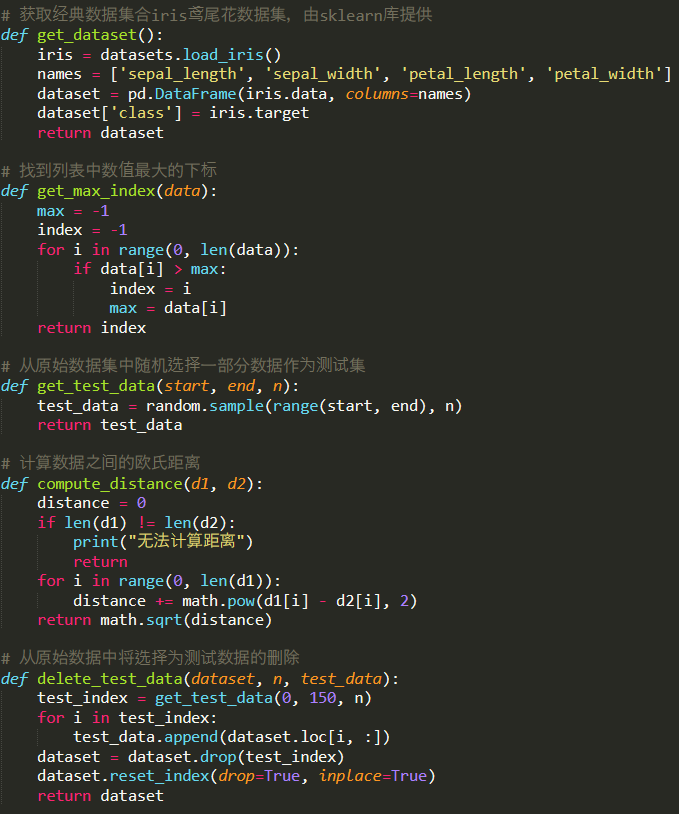 # 获取经典数据集合iris鸢尾花数据集，由sklearn库提供
def get_dataset():
    iris = datasets.load_iris()
    names = ['sepal_length', 'sepal_width', 'petal_length', 'petal_width']
    dataset = pd.DataFrame(iris.data, columns=names)
    dataset['class'] = iris.target
    return dataset

# 找到列表中数值最大的下标
def get_max_index(data):
    max = -1
    index = -1
    for i in range(0, len(data)):
        if data[i] > max:
            index = i
            max = data[i]
    return index

# 从原始数据集中随机选择一部分数据作为测试集
def get_test_data(start, end, n):
    test_data = random.sample(range(start, end), n)
    return test_data

# 计算数据之间的欧氏距离
def compute_distance(d1, d2):
    distance = 0
    if len(d1) != len(d2):
        print("无法计算距离")
        return
    for i in range(0, len(d1)):
        distance += math.pow(d1[i] - d2[i], 2)
    return math.sqrt(distance)

# 从原始数据中将选择为测试数据的删除
def delete_test_data(dataset, n, test_data):
    test_index = get_test_data(0, 150, n)
    for i in test_index:
        test_data.append(dataset.loc[i, :])
    dataset = dataset.drop(test_index)
    dataset.reset_index(drop=True, inplace=True)
    return dataset